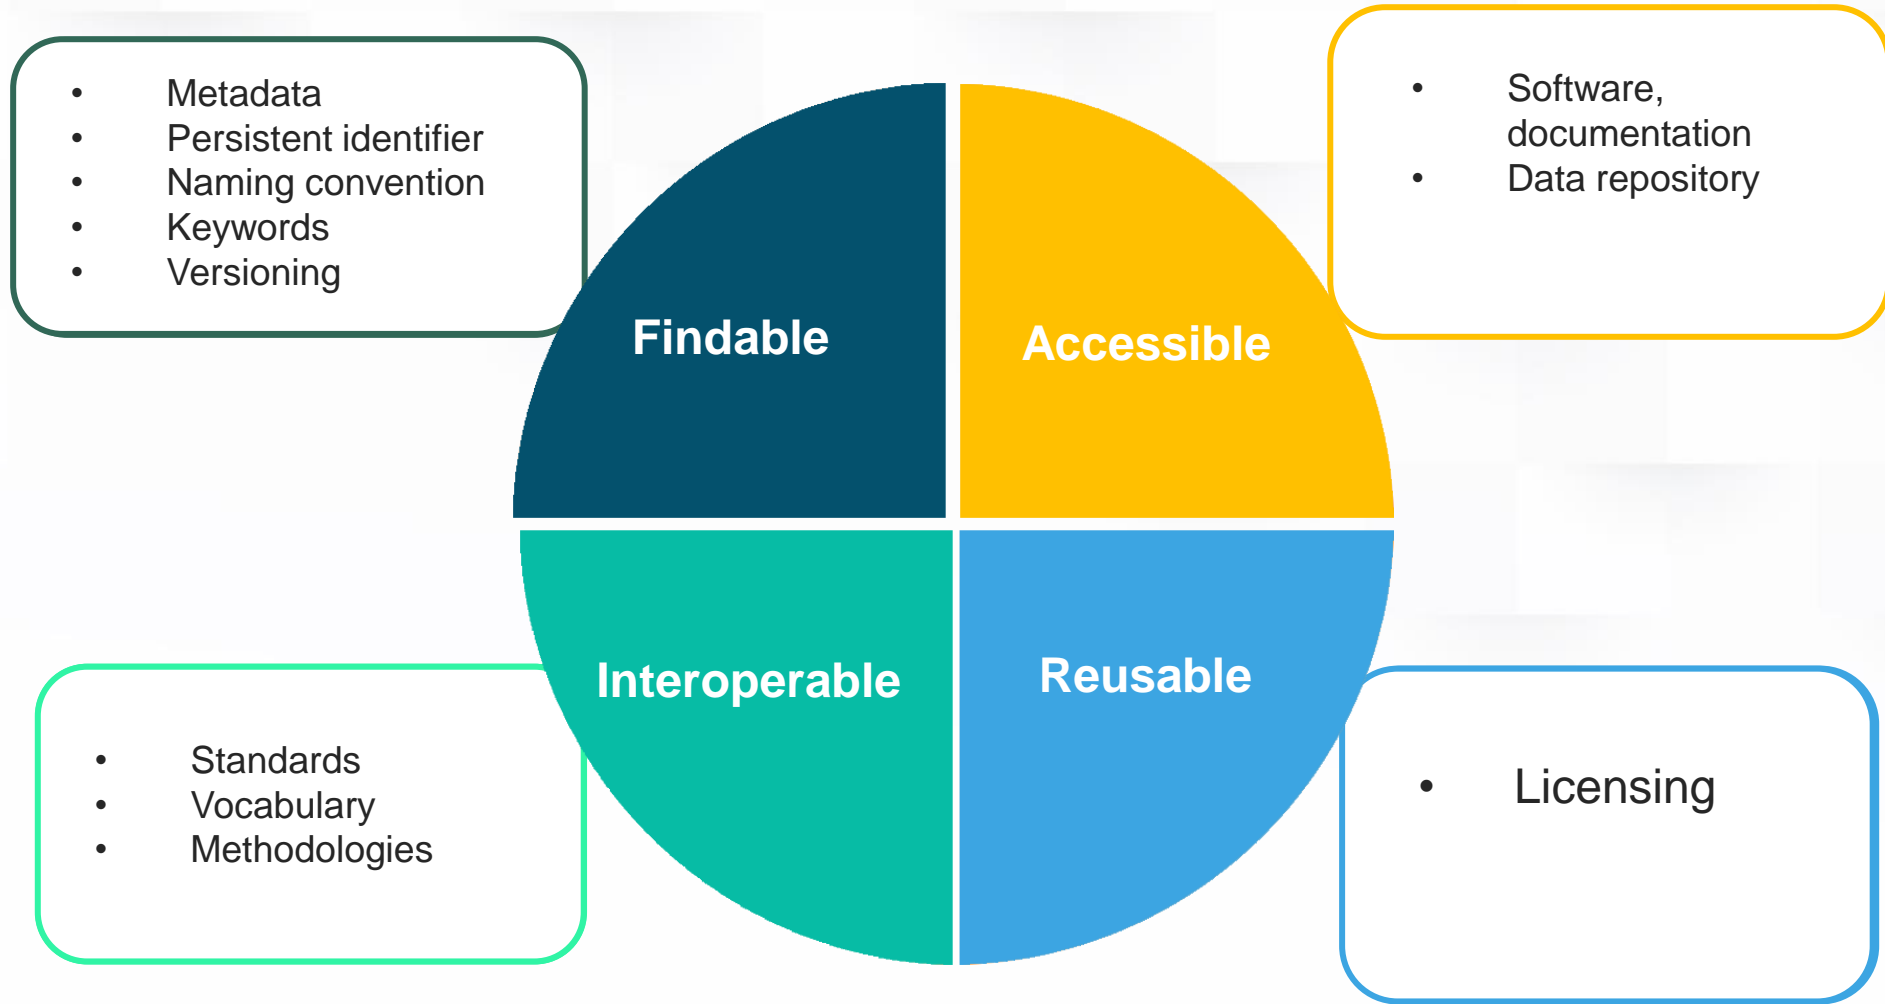 • Metadata
• Persistent identifier
• Naming convention
• Keywords
• Versioning
• Software,
documentation
• Data repository
Findable
Accessible
Interoperable
Reusable
• Standards
• Vocabulary
• Methodologies
• Licensing